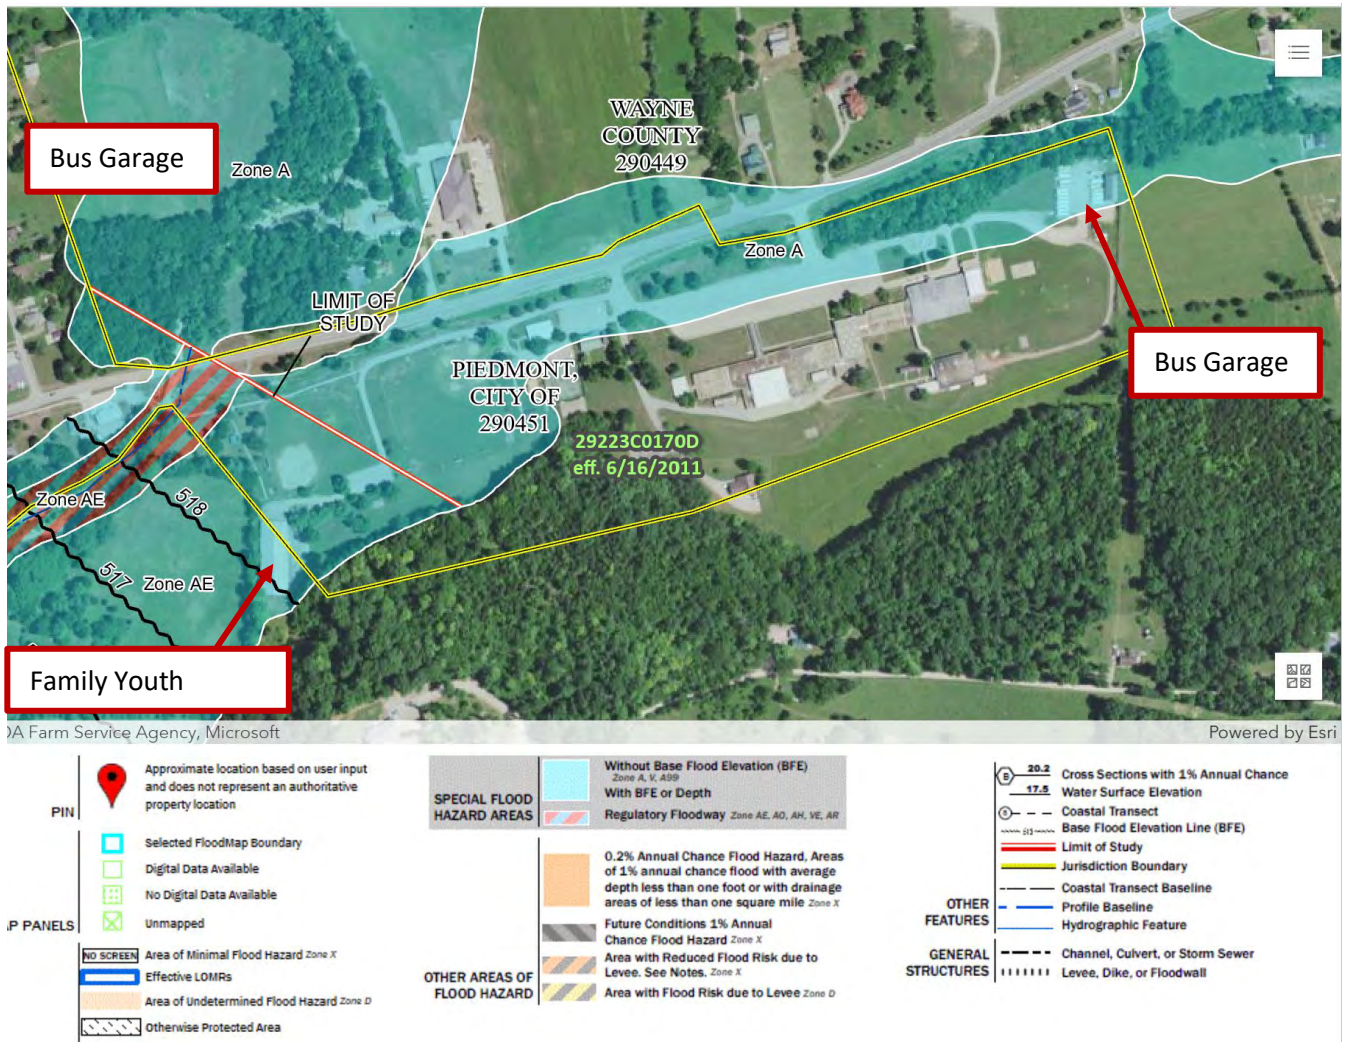 WAYNE
COUNTY
290449
Bus Garage
Zone A
Zone A
LIMIT OF
STUDY
Bus Garage
PIEDMONT,
CITY OF
290451
29223C0170D
eff. 6/16/2011
Zone AE
518
517
Zone AE
Family Youth
DA Farm Service Agency, Microsoft
Powered by Esri
PIN
Approximate location based on user input
and does not represent an authoritative
property location
Selected FloodMap Boundary
Digital Data Available
No Digital Data Available
Unmapped
AP PANELS
NO SCREEN Area of Minimal Flood Hazard Zone X
Effective LOMRs
Area of Undetermined Flood Hazard Zone D
Otherwise Protected Area
SPECIAL FLOOD
HAZARD AREAS
Without Base Flood Elevation (BFE)
Zone A, V, A99
With BFE or Depth
Regulatory Floodway Zone AE, AO, AH, VE, AR
0.2% Annual Chance Flood Hazard, Areas
of 1% annual chance flood with average
depth less than one foot or with drainage
areas of less than one square mile Zone X
Future Conditions 1% Annual
Chance Flood Hazard Zone X
Area with Reduced Flood Risk due to
Levee. See Notes. Zone X
Area with Flood Risk due to Levee Zone D
OTHER AREAS OF
FLOOD HAZARD
B 20.2 Cross Sections with 1% Annual Chance
17.5 Water Surface Elevation
8 Coastal Transect
513 Base Flood Elevation Line (BFE)
Limit of Study
Jurisdiction Boundary
Coastal Transect Baseline
Profile Baseline
Hydrographic Feature
OTHER
FEATURES
GENERAL
STRUCTURES
Channel, Culvert, or Storm Sewer
Levee, Dike, or Floodwall